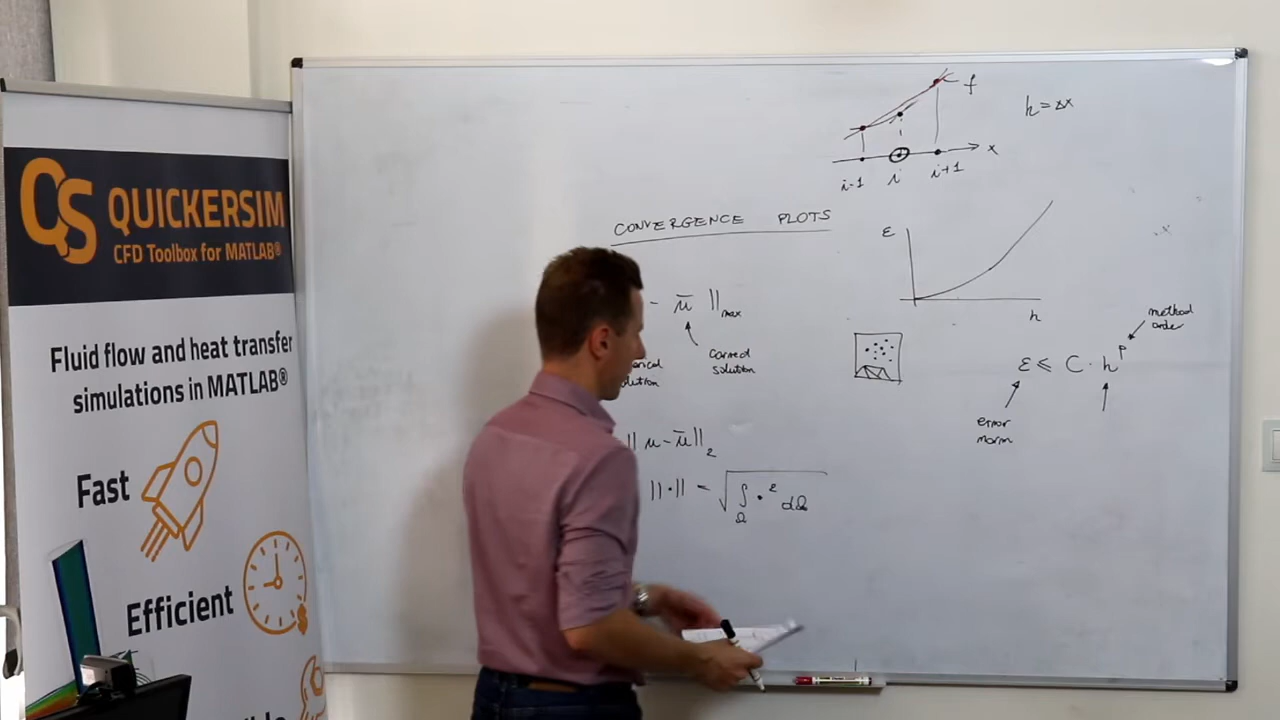 QS QUICKERSIM
CFD Toolbox for MATLAB®
Fluid flow and heat transfer
simulations in MATLAB®
Fast
Efficient
f
h = Δx
x
i-1 i i+1
CONVERGENCE PLOTS
ε
h
- ū ||max
correct
solution
method
order
ε ≤ C · h^p
error
norm
|| u - ū ||₂
|| · || = √ ∫Ω ·² dΩ